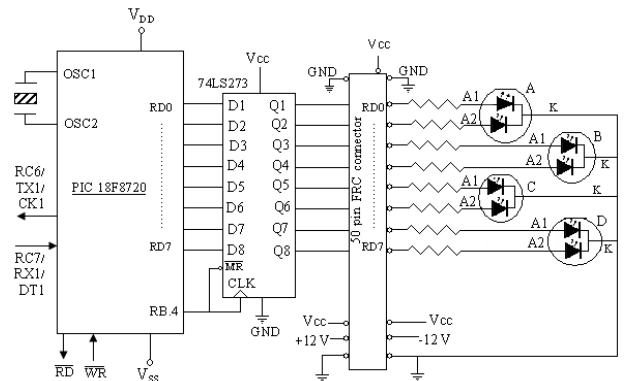 VDD
OSC1
OSC2
RC6/
TX1/
CK1
PIC 18F8720
RC7/
RX1/
DT1
RD0
RD7
RB.4
RD
WR
VSS
74LS273
VCC
D1 Q1
D2 Q2
D3 Q3
D4 Q4
D5 Q5
D6 Q6
D7 Q7
D8 Q8
MR
CLK
GND
VCC
GND GND
50 pin FRC connector
RD0
RD7
VCC VCC
+12 V -12 V
A1 A
A2 K
A1 B
A2 K
A1 C
A2 K
A1 D
A2 K